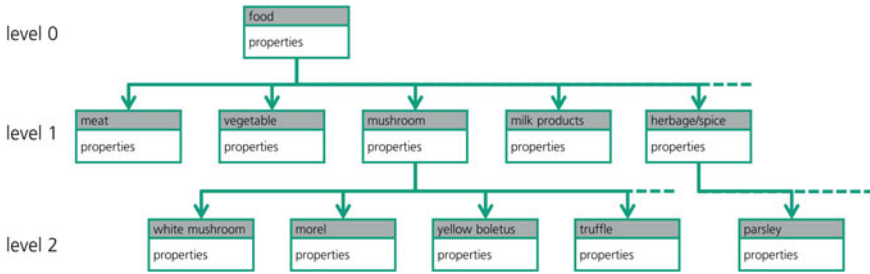 level 0
food
properties
level 1
meat
properties
vegetable
properties
mushroom
properties
milk products
properties
herbage/spice
properties
level 2
white mushroom
properties
morel
properties
yellow boletus
properties
truffle
properties
parsley
properties